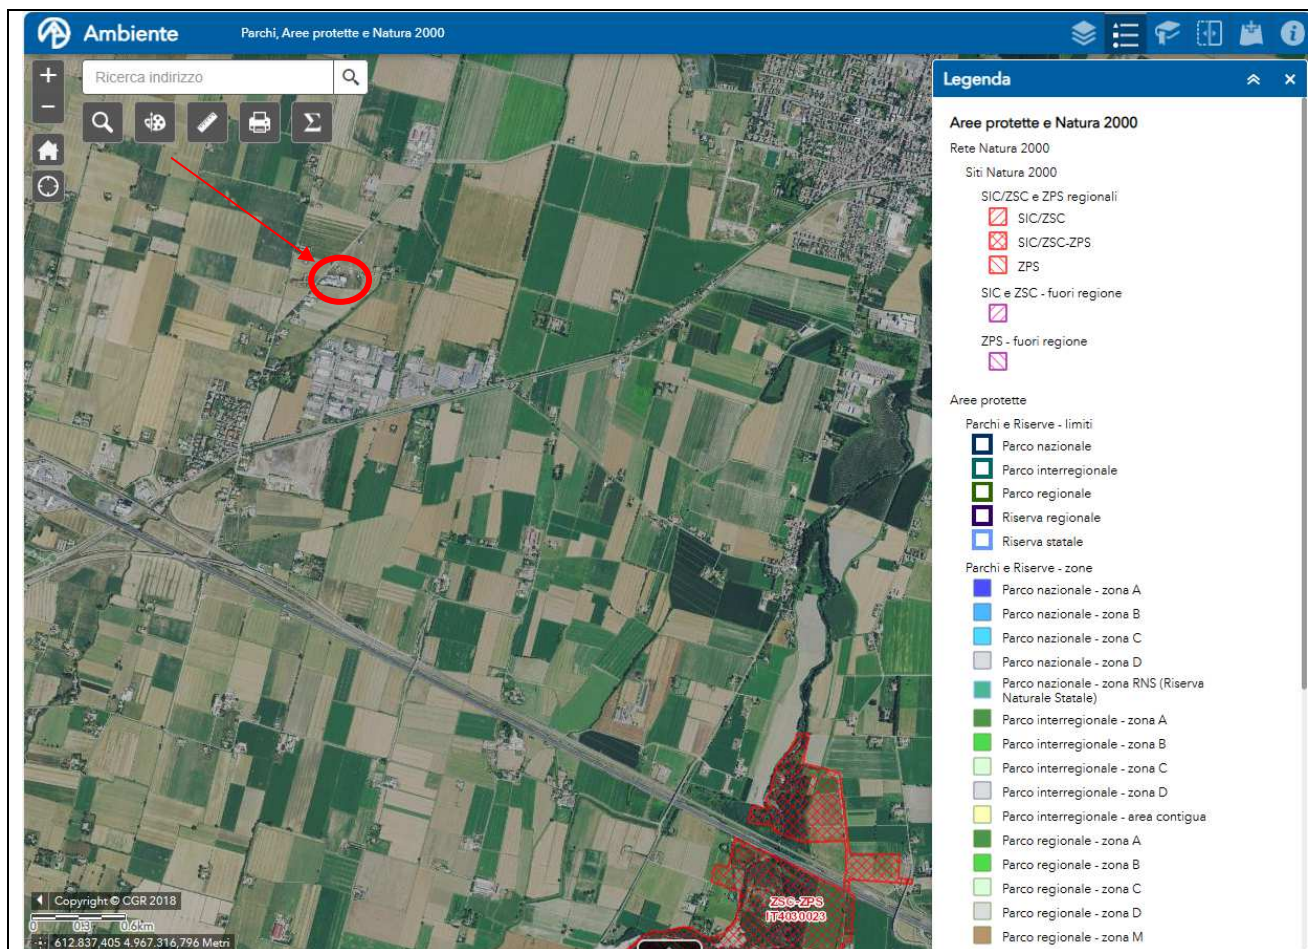 Ambiente
Parchi, Aree protette e Natura 2000
Ricerca indirizzo
Legenda
Aree protette e Natura 2000
Rete Natura 2000
Siti Natura 2000
SIC/ZSC e ZPS regionali
SIC/ZSC
SIC/ZSC-ZPS
ZPS
SIC e ZSC - fuori regione
ZPS - fuori regione
Aree protette
Parchi e Riserve - limiti
Parco nazionale
Parco interregionale
Parco regionale
Riserva regionale
Riserva statale
Parchi e Riserve - zone
Parco nazionale - zona A
Parco nazionale - zona B
Parco nazionale - zona C
Parco nazionale - zona D
Parco nazionale - zona RNS (Riserva
Naturale Statale)
Parco interregionale - zona A
Parco interregionale - zona B
Parco interregionale - zona C
Parco interregionale - zona D
Parco interregionale - area contigua
Parco regionale - zona A
Parco regionale - zona B
Parco regionale - zona C
Parco regionale - zona D
Parco regionale - zona M
ZSC-ZPS
IT4030023
Copyright © CGR 2018
0 0.3 0.6km
612.837,405 4.967.316,796 Metri